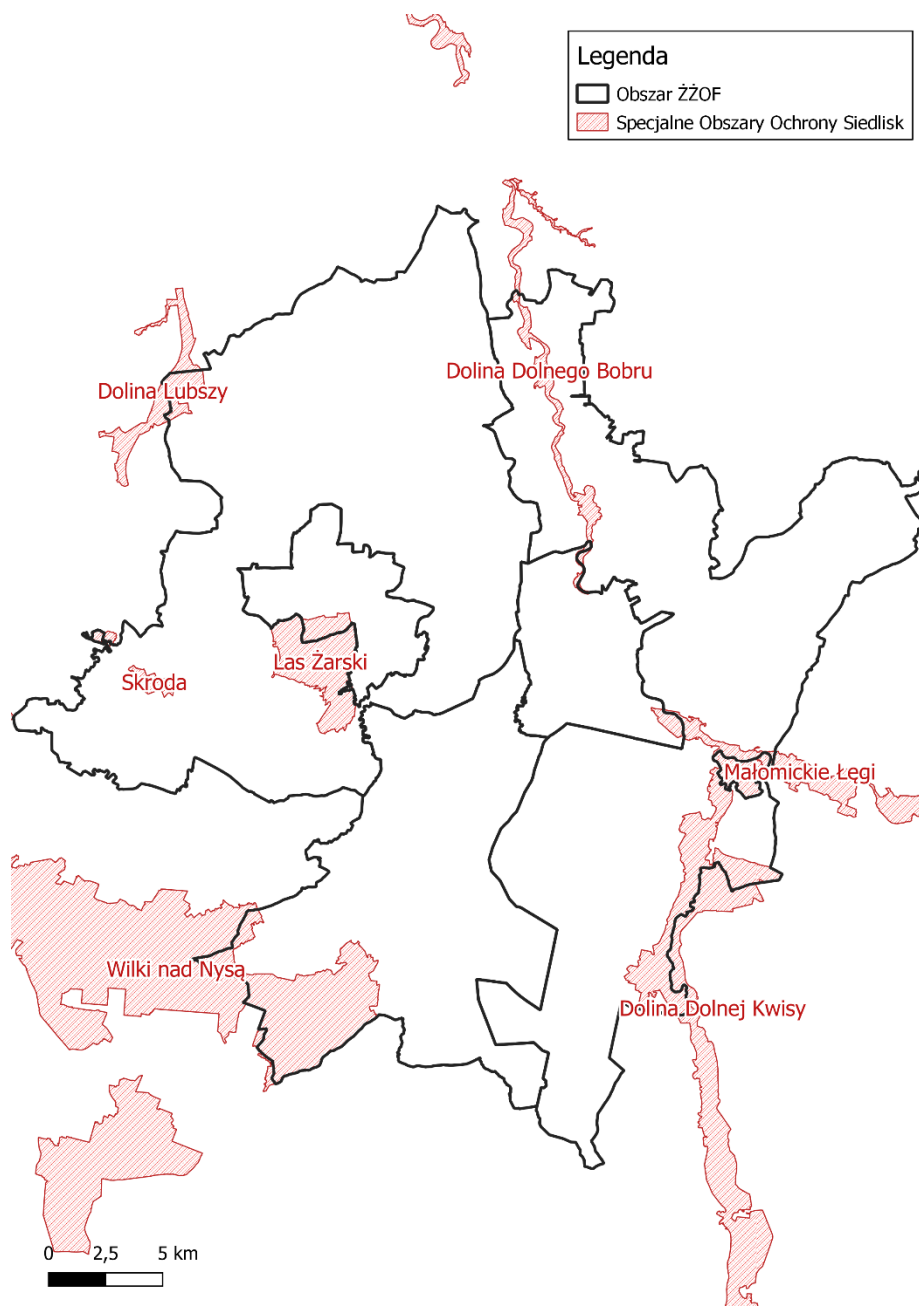 Legenda
Obszar ŻŻOF
Specjalne Obszary Ochrony Siedlisk
Dolina Dolnego Bobru
Dolina Lubszy
Las Żarski
Skroda
Małomickie Łęgi
Wilki nad Nysą
Dolina Dolnej Kwisy
0 2,5 5 km